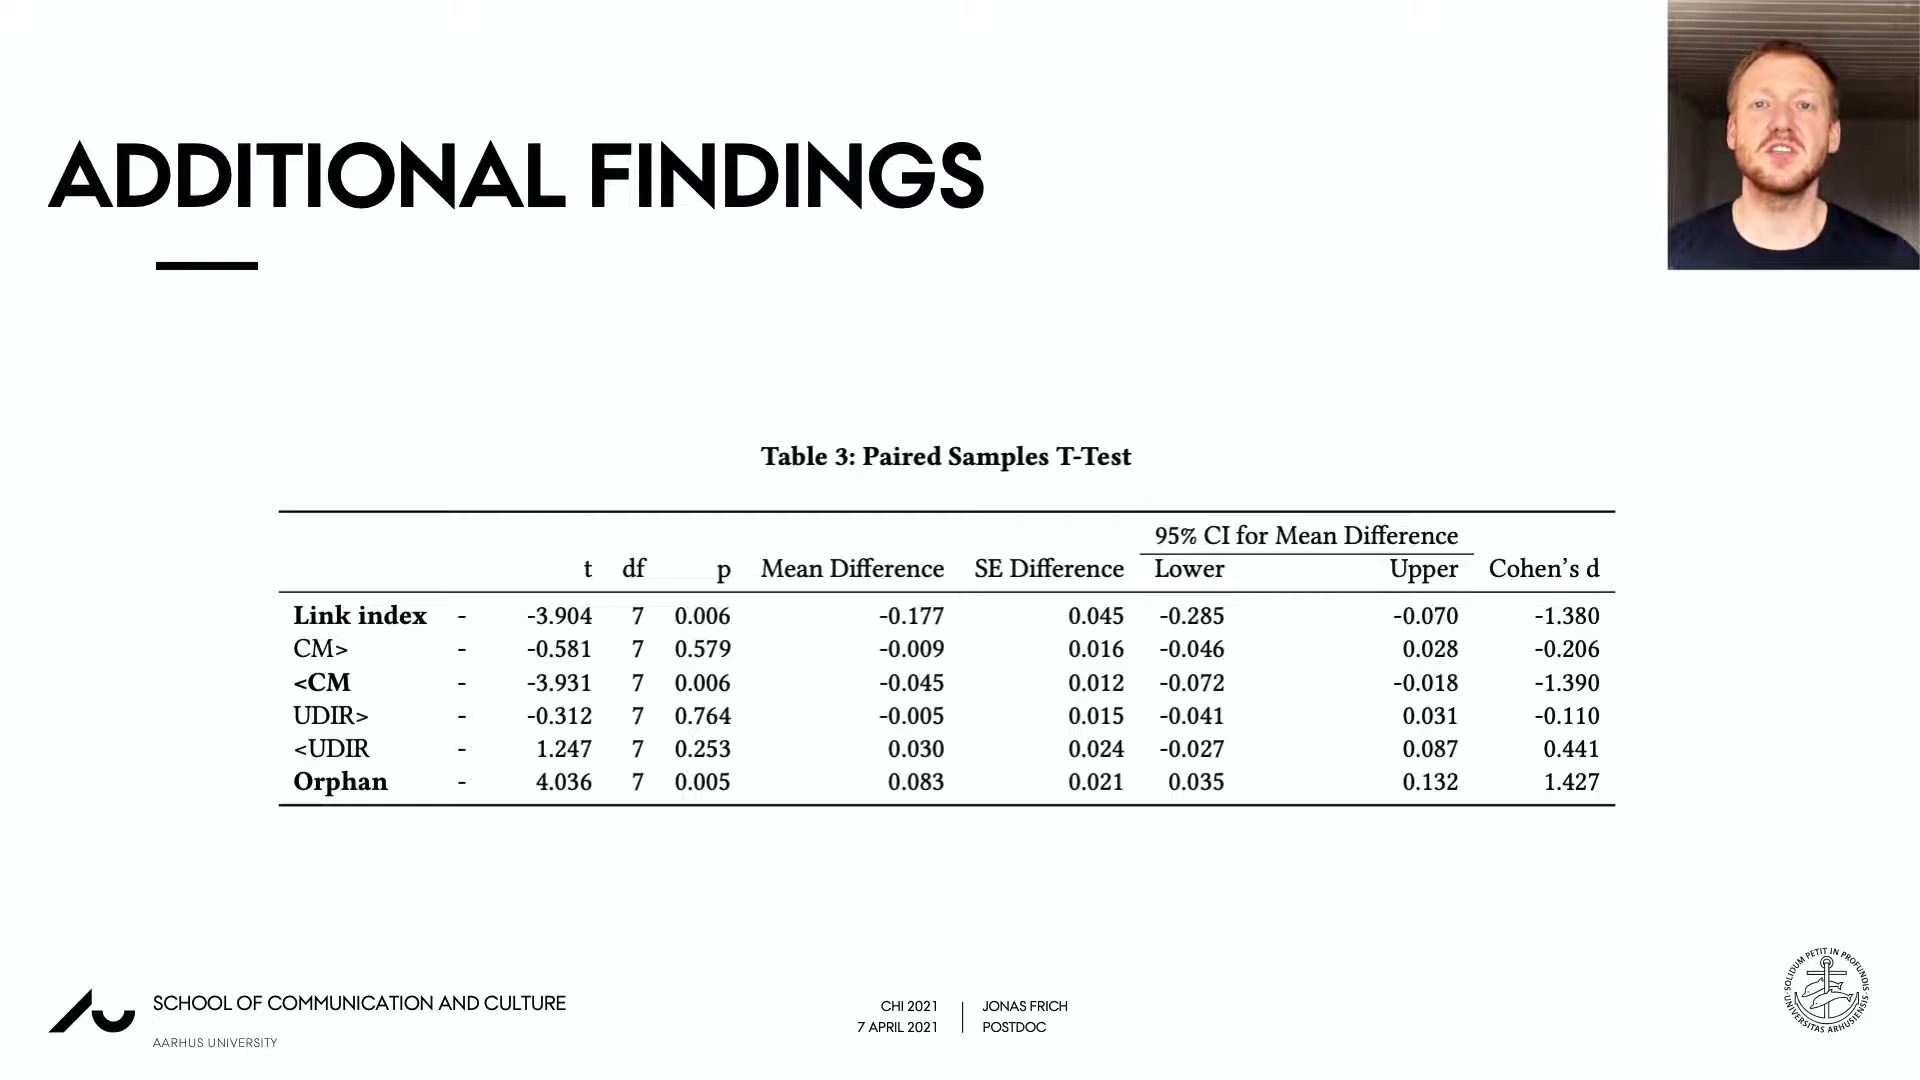 ADDITIONAL FINDINGS
Table 3: Paired Samples T-Test
95% CI for Mean Difference
t df p Mean Difference SE Difference Lower Upper Cohen's d
Link index - -3.904 7 0.006 -0.177 0.045 -0.285 -0.070 -1.380
CM> - -0.581 7 0.579 -0.009 0.016 -0.046 0.028 -0.206
<CM - -3.931 7 0.006 -0.045 0.012 -0.072 -0.018 -1.390
UDIR> - -0.312 7 0.764 -0.005 0.015 -0.041 0.031 -0.110
<UDIR - 1.247 7 0.253 0.030 0.024 -0.027 0.087 0.441
Orphan - 4.036 7 0.005 0.083 0.021 0.035 0.132 1.427
SCHOOL OF COMMUNICATION AND CULTURE
AARHUS UNIVERSITY
CHI 2021
7 APRIL 2021
JONAS FRICH
POSTDOC
SOLIDUM PETIT IN PROFUNDIS
UNIVERSITAS ARHUSIENSIS